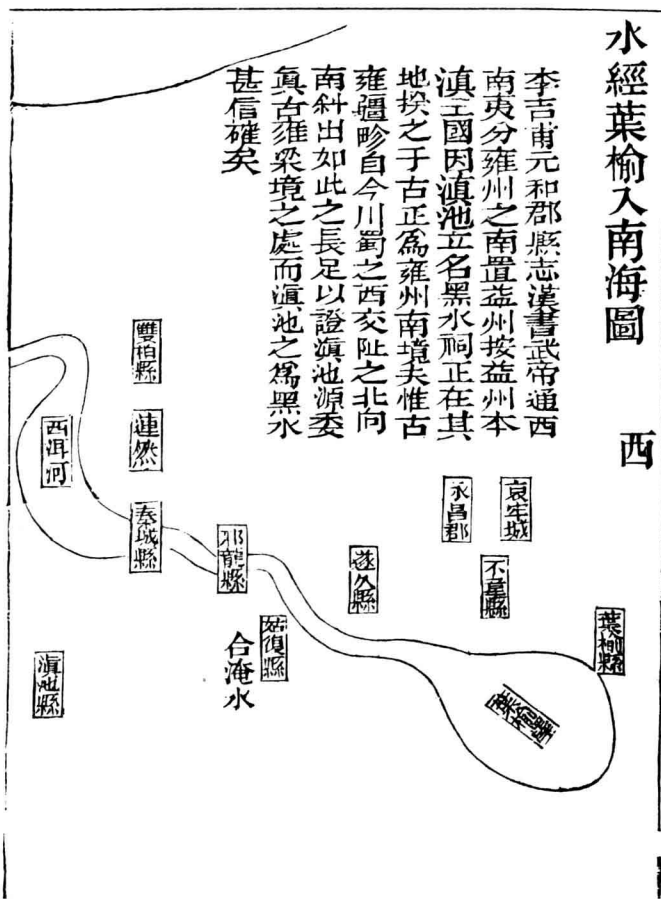 水經葉榆入南海圖
西
李吉甫元和郡縣志漢書武帝通西
南夷分雍州之南置益州按益州本
滇王國因滇池立名黑水祠正在其
地揆之于古正爲雍州南境夫惟古
雍疆畛自今川蜀之西交阯之北向
南斜出如此之長足以證滇池源委
眞古雍梁境之處而滇池之爲黑水
甚信確矣
哀牢城
永昌郡
葉榆縣
不韋縣
葉榆澤
遂久縣
姑復縣
邪龍縣
合淹水
雙柏縣
連然
秦城縣
西洱河
滇池縣